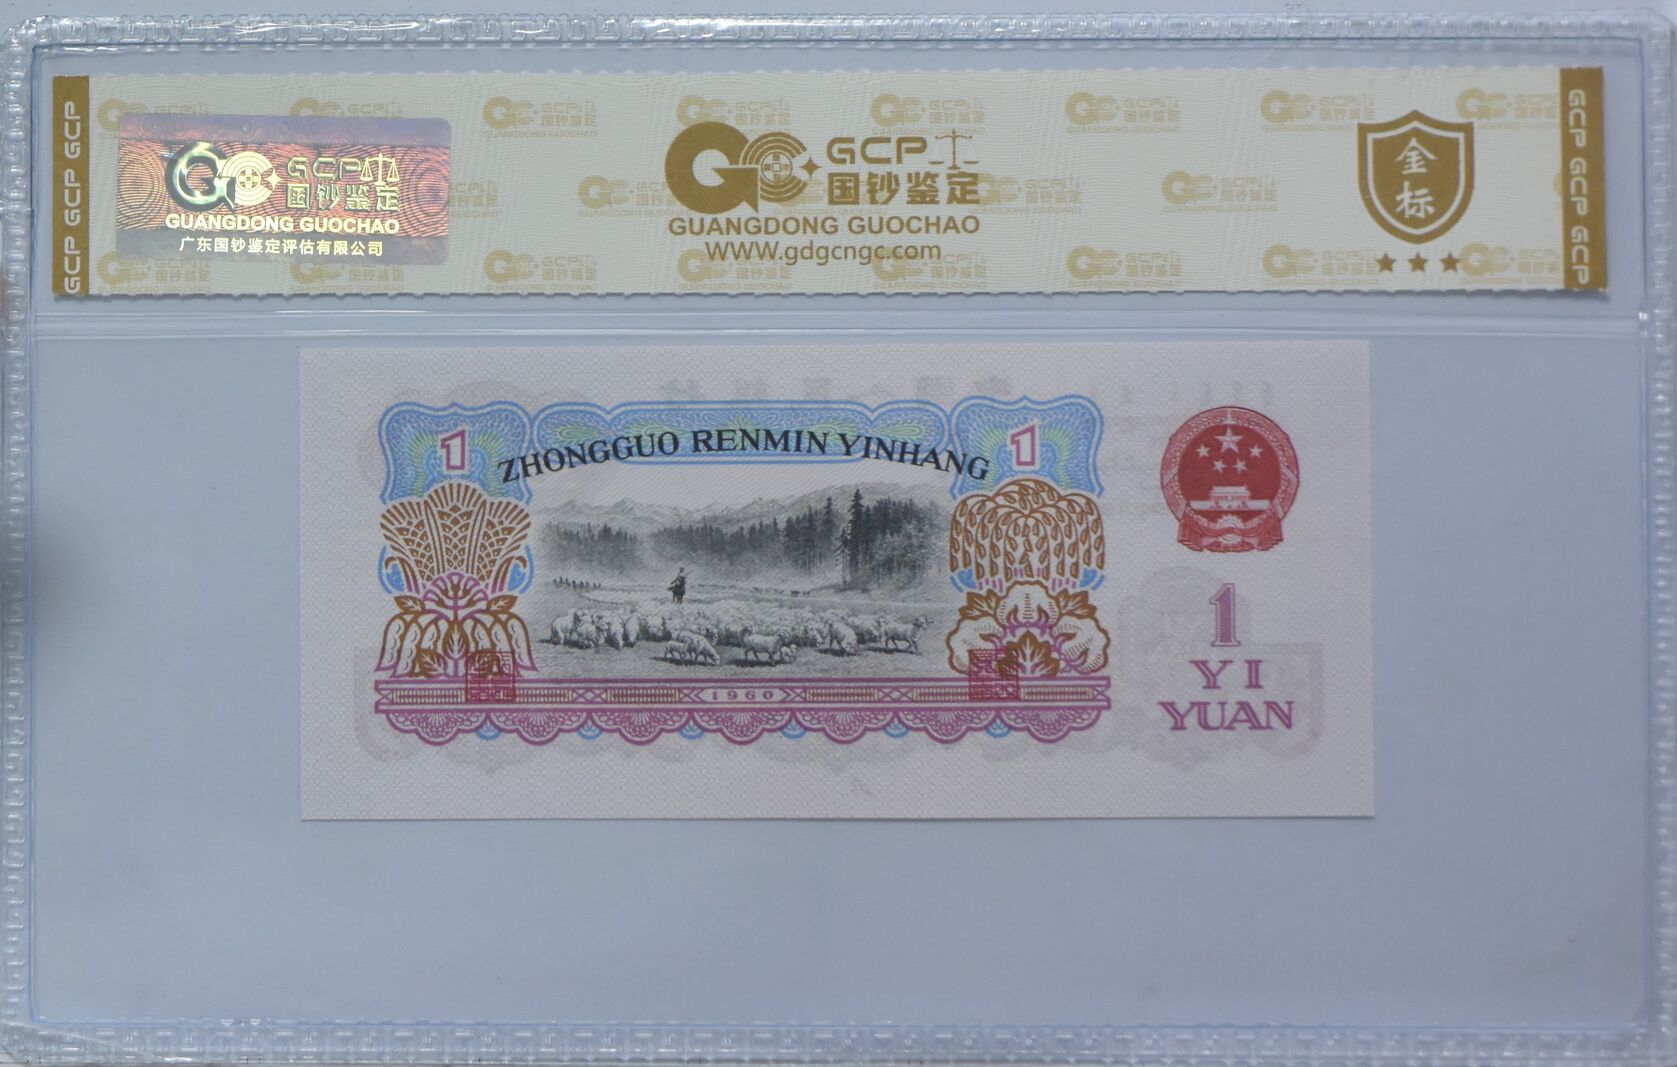 GCP GCP GCP
GCP
国钞鉴定
GUANGDONG GUOCHAO
广东国钞鉴定评估有限公司
GCP
国钞鉴定
GUANGDONG GUOCHAO
WWW.gdgcngc.com
金
标
GCP GCP GCP
1
ZHONGGUO RENMIN YINHANG
1
1960
1
YI
YUAN